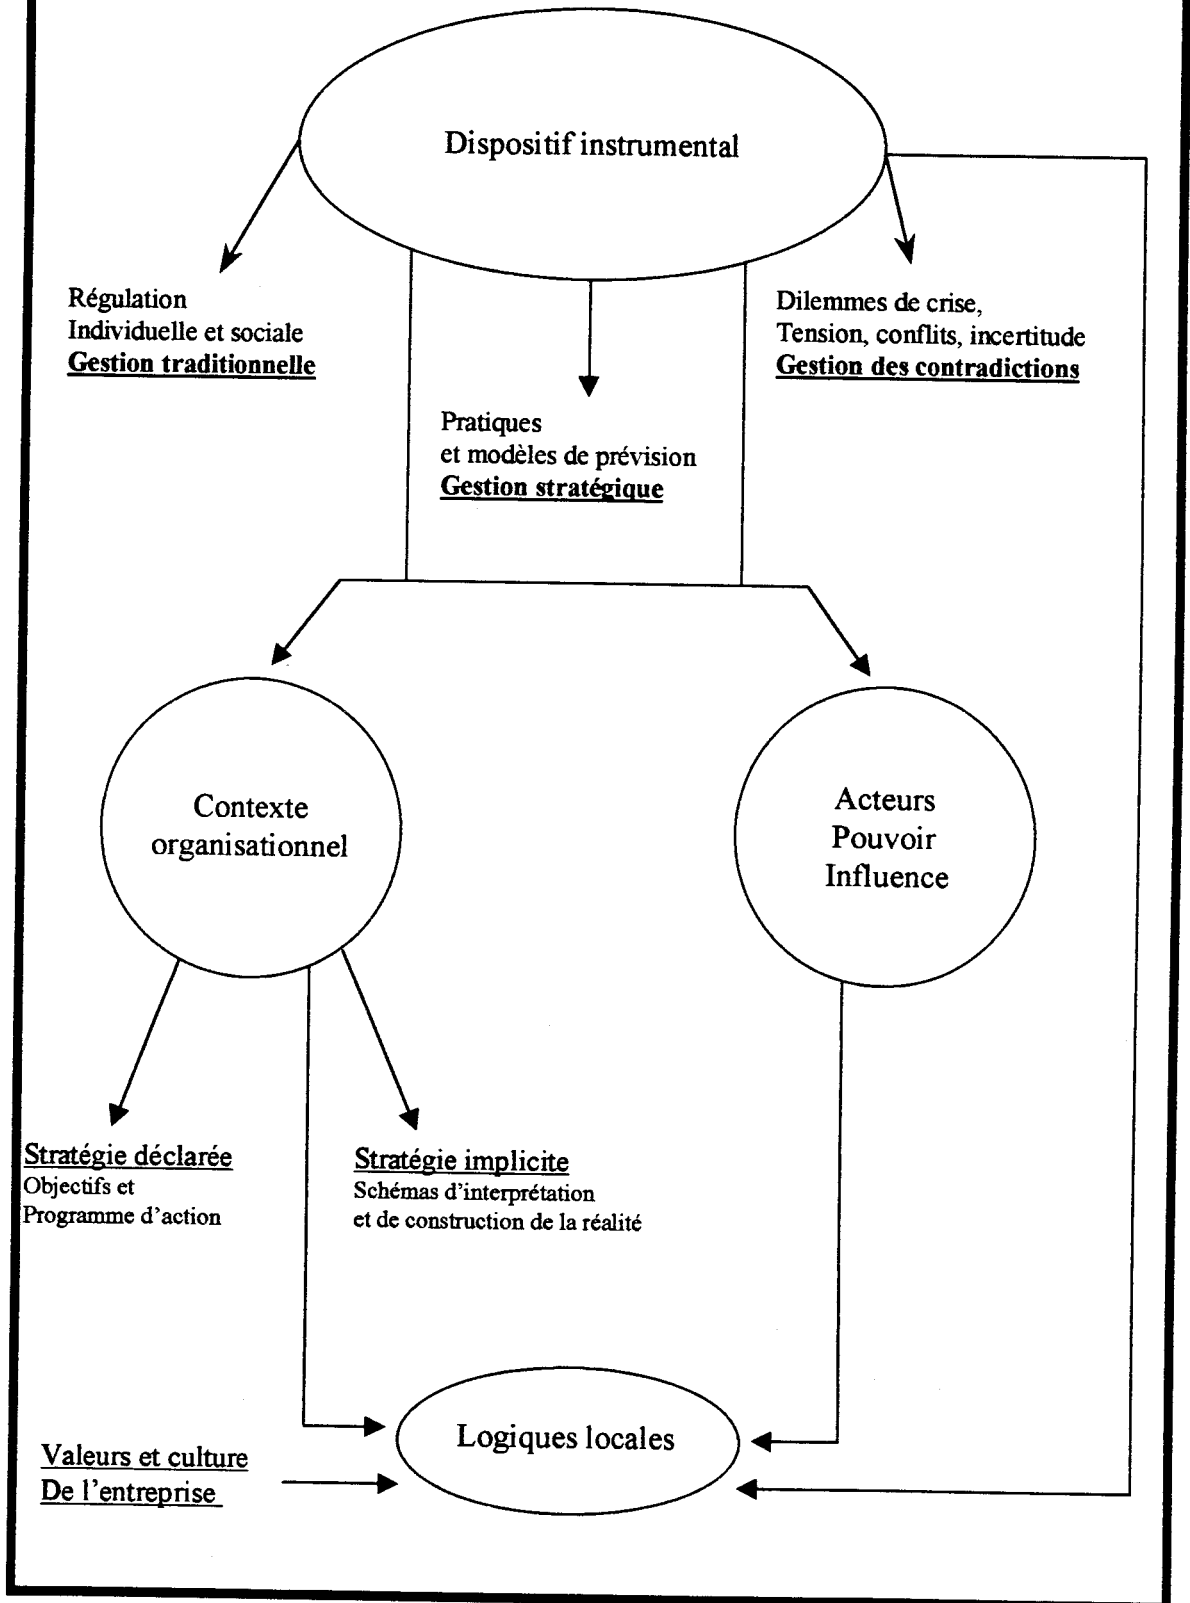 Dispositif instrumental
Régulation
Individuelle et sociale
Gestion traditionnelle
Dilemmes de crise,
Tension, conflits, incertitude
Gestion des contradictions
Pratiques
et modèles de prévision
Gestion stratégique
Contexte
organisationnel
Acteurs
Pouvoir
Influence
Stratégie déclarée
Objectifs et
Programme d'action
Stratégie implicite
Schémas d'interprétation
et de construction de la réalité
Logiques locales
Valeurs et culture
De l'entreprise